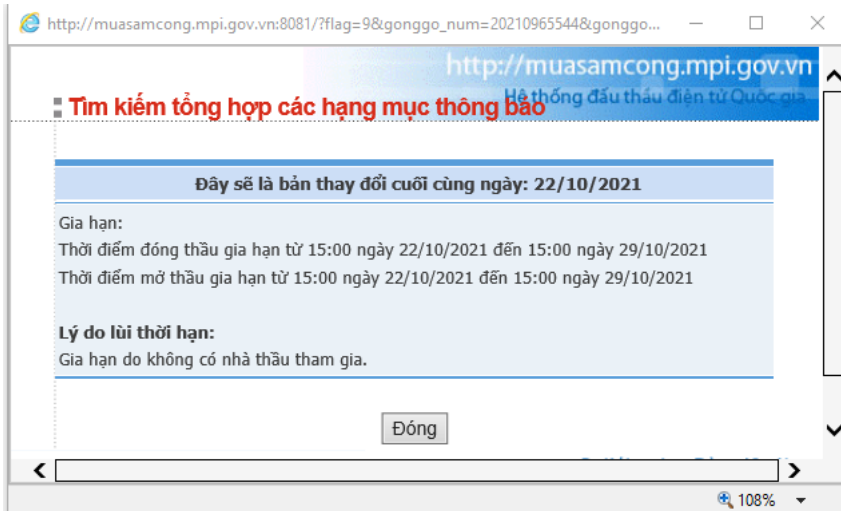 http://muasamcong.mpi.gov.vn:8081/?flag=9&gonggo_num=20210965544&gonggo...
http://muasamcong.mpi.gov.vn
Hệ thống đấu thầu điện tử Quốc gia
Tìm kiếm tổng hợp các hạng mục thông báo
Đây sẽ là bản thay đổi cuối cùng ngày: 22/10/2021
Gia hạn:
Thời điểm đóng thầu gia hạn từ 15:00 ngày 22/10/2021 đến 15:00 ngày 29/10/2021
Thời điểm mở thầu gia hạn từ 15:00 ngày 22/10/2021 đến 15:00 ngày 29/10/2021
Lý do lùi thời hạn:
Gia hạn do không có nhà thầu tham gia.
Đóng
108%